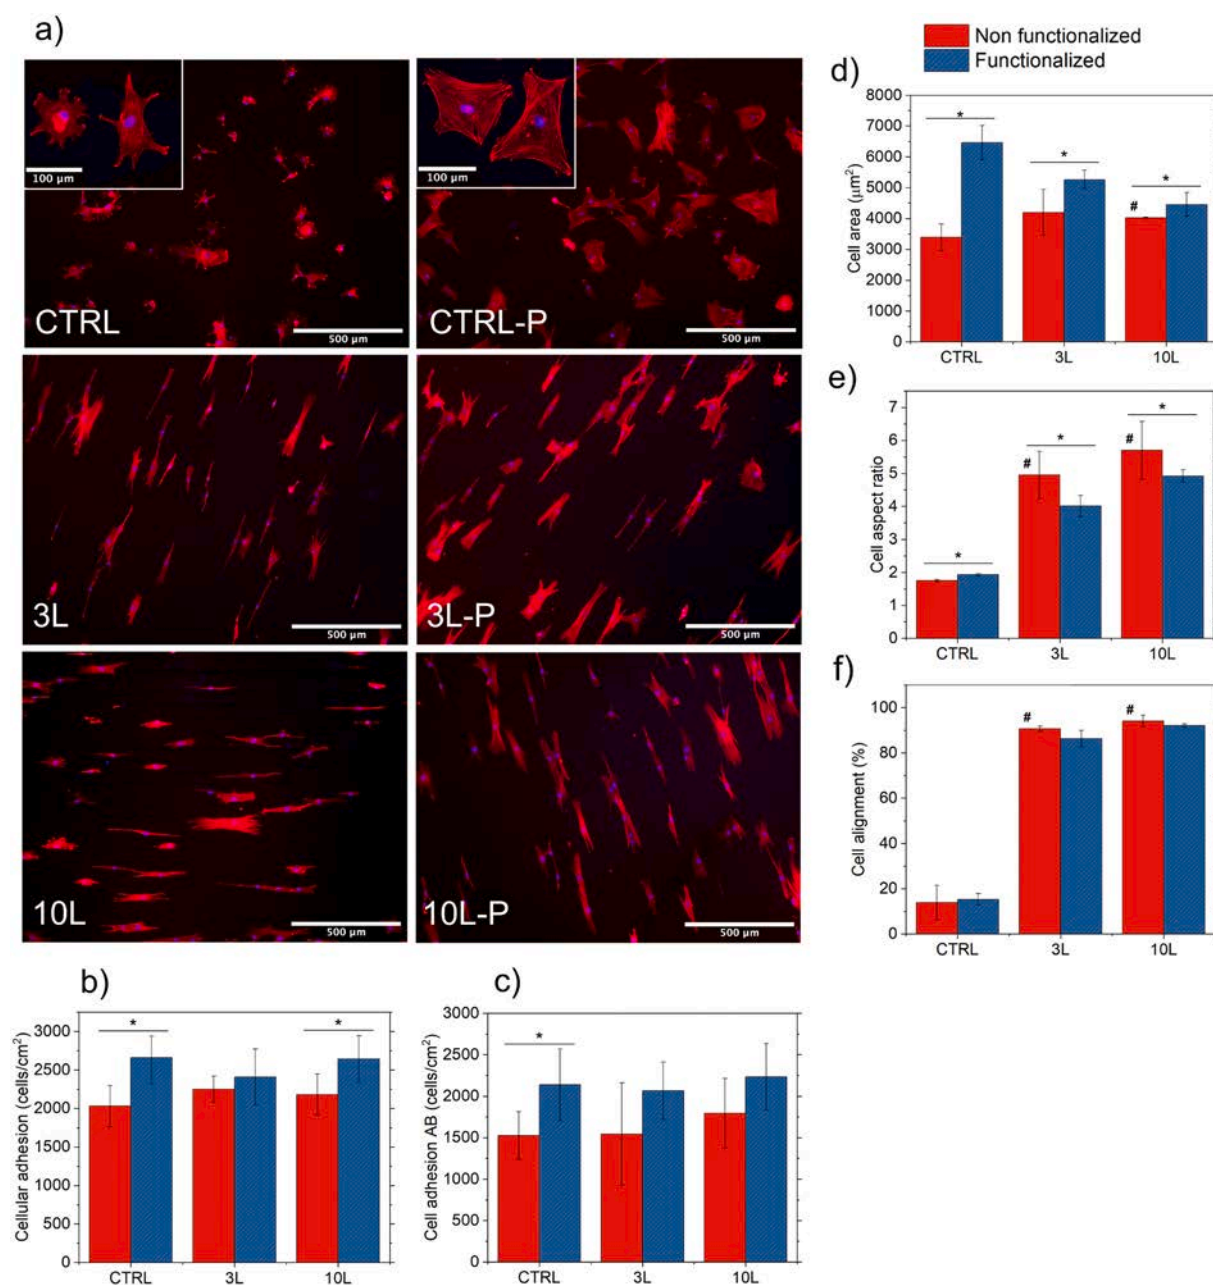 a)
100 μm
500 μm
CTRL
100 μm
500 μm
CTRL-P
500 μm
3L
500 μm
3L-P
500 μm
10L
500 μm
10L-P
Non functionalized
Functionalized
d)
8000
7000
6000
5000
4000
3000
2000
1000
0
Cell area (μm²)
*
*
*
#
CTRL
3L
10L
e)
7
6
5
4
3
2
1
0
Cell aspect ratio
*
*
*
#
#
CTRL
3L
10L
f)
100
80
60
40
20
0
Cell alignment (%)
#
#
CTRL
3L
10L
b)
3000
2500
2000
1500
1000
500
0
Cellular adhesion (cells/cm²)
*
*
CTRL
3L
10L
c)
3000
2500
2000
1500
1000
500
0
Cell adhesion AB (cells/cm²)
*
CTRL
3L
10L